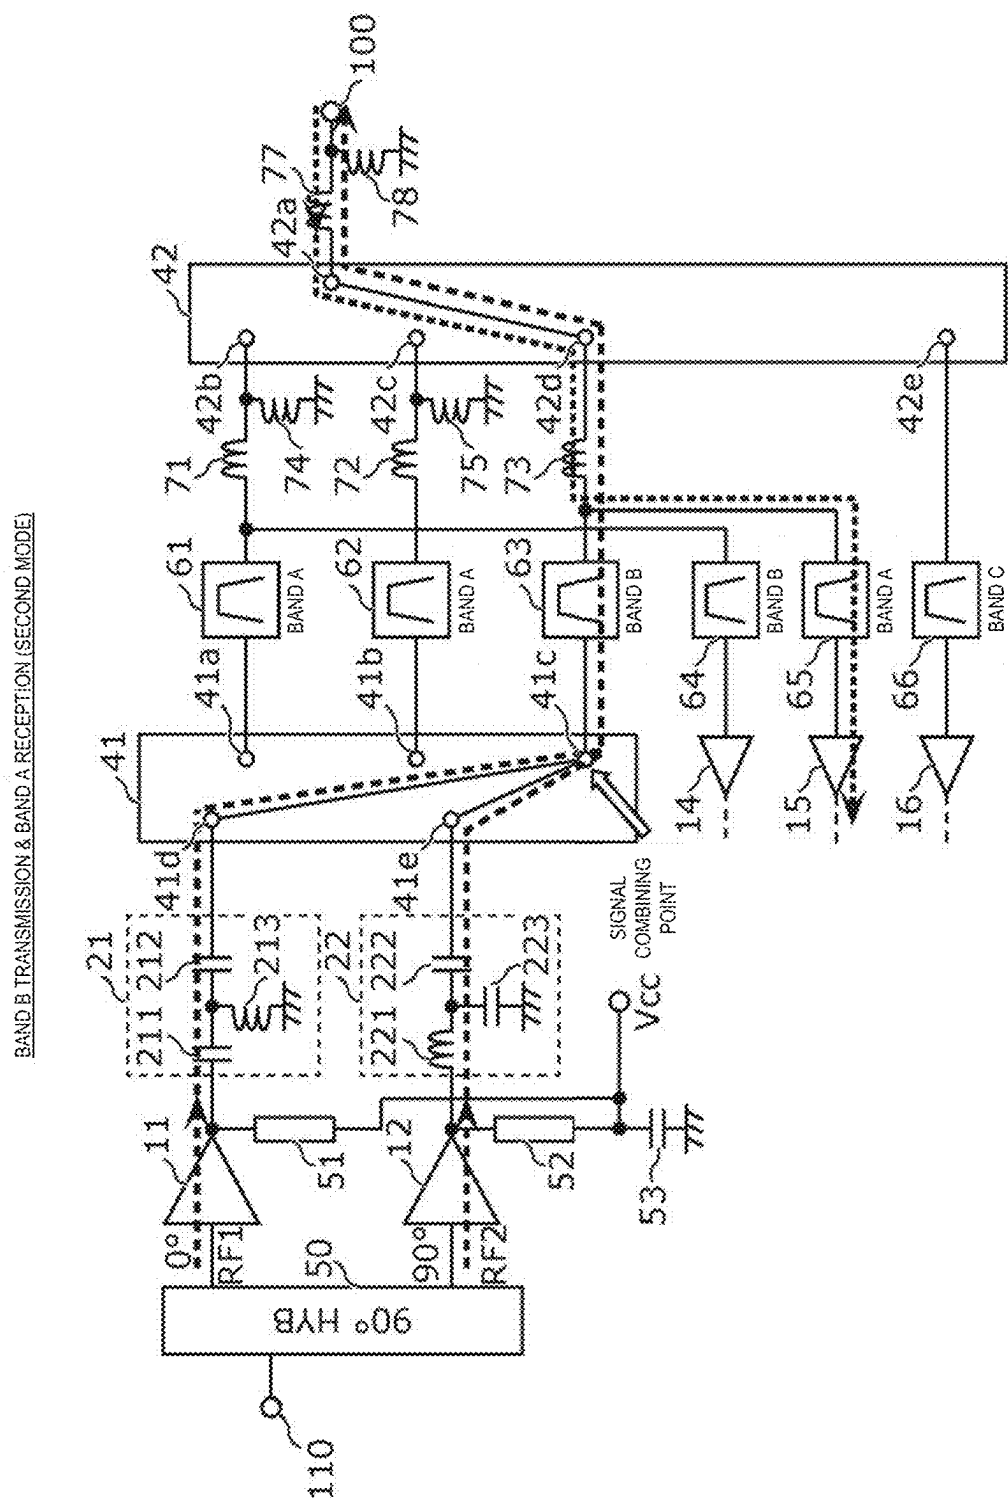 BAND B TRANSMISSION & BAND A RECEPTION (SECOND MODE)
100
77
78
42
42a
42b
42c
42d
42e
71
74
72
75
73
61
BAND A
62
BAND A
63
BAND B
64
BAND B
65
BAND A
66
BAND C
41
41a
41b
41c
41d
41e
14
15
16
SIGNAL
COMBINING
POINT
21
211
212
213
22
221
222
223
Vcc
11
12
51
52
53
0°
RF1
90°
RF2
50
90° HYB
110